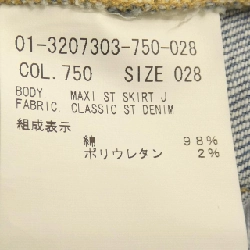 01-3207303-750-028
COL. 750 SIZE 028
BODY MAXI ST SKIRT J
FABRIC CLASSIC ST DENIM
組成表示
綿 98%
ポリウレタン 2%